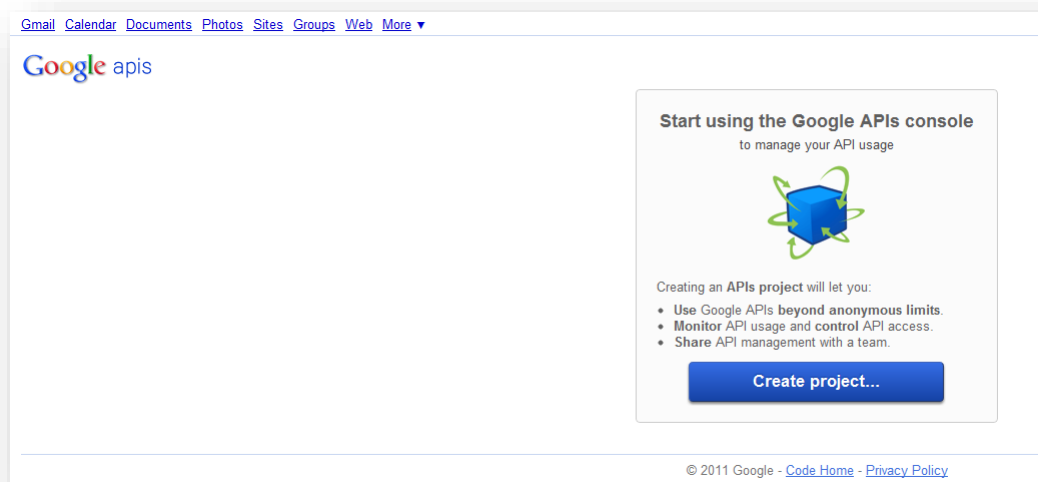 Gmail Calendar Documents Photos Sites Groups Web More ▼
Google apis
Start using the Google APIs console
to manage your API usage
Creating an APIs project will let you:
• Use Google APIs beyond anonymous limits.
• Monitor API usage and control API access.
• Share API management with a team.
Create project...
© 2011 Google - Code Home - Privacy Policy